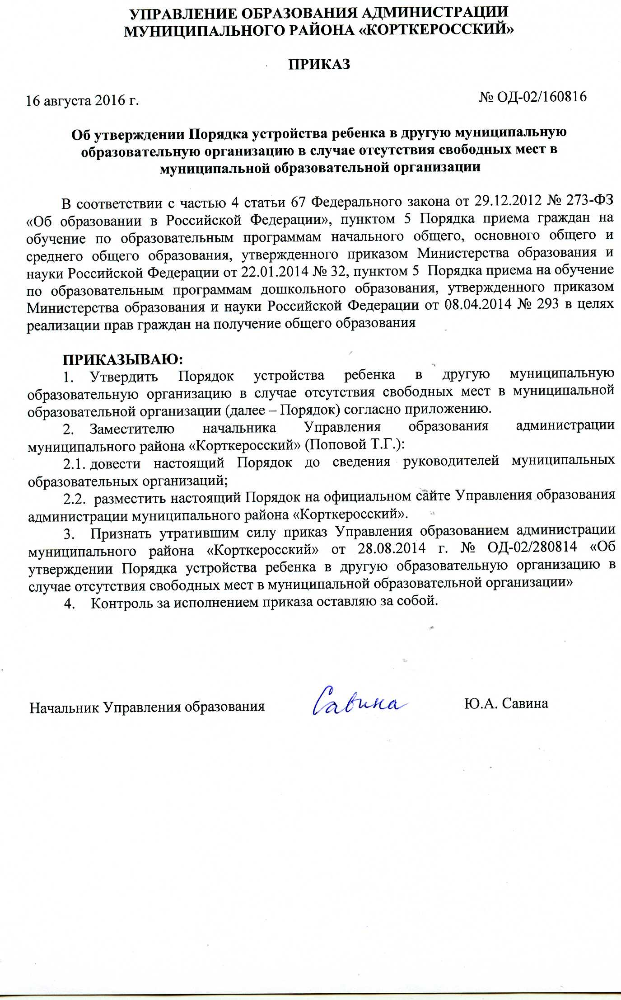 УПРАВЛЕНИЕ ОБРАЗОВАНИЯ АДМИНИСТРАЦИИ
МУНИЦИПАЛЬНОГО РАЙОНА «КОРТКЕРОССКИЙ»
ПРИКАЗ
16 августа 2016 г. № ОД-02/160816
Об утверждении Порядка устройства ребенка в другую муниципальную
образовательную организацию в случае отсутствия свободных мест в
муниципальной образовательной организации
В соответствии с частью 4 статьи 67 Федерального закона от 29.12.2012 № 273-ФЗ
«Об образовании в Российской Федерации», пунктом 5 Порядка приема граждан на
обучение по образовательным программам начального общего, основного общего и
среднего общего образования, утвержденного приказом Министерства образования и
науки Российской Федерации от 22.01.2014 № 32, пунктом 5 Порядка приема на обучение
по образовательным программам дошкольного образования, утвержденного приказом
Министерства образования и науки Российской Федерации от 08.04.2014 № 293 в целях
реализации прав граждан на получение общего образования
ПРИКАЗЫВАЮ:
1. Утвердить Порядок устройства ребенка в другую муниципальную
образовательную организацию в случае отсутствия свободных мест в муниципальной
образовательной организации (далее – Порядок) согласно приложению.
2. Заместителю начальника Управления образования администрации
муниципального района «Корткеросский» (Поповой Т.Г.):
2.1. довести настоящий Порядок до сведения руководителей муниципальных
образовательных организаций;
2.2. разместить настоящий Порядок на официальном сайте Управления образования
администрации муниципального района «Корткеросский».
3. Признать утратившим силу приказ Управления образованием администрации
муниципального района «Корткеросский» от 28.08.2014 г. № ОД-02/280814 «Об
утверждении Порядка устройства ребенка в другую образовательную организацию в
случае отсутствия свободных мест в муниципальной образовательной организации»
4. Контроль за исполнением приказа оставляю за собой.
Начальник Управления образования Савина Ю.А. Савина